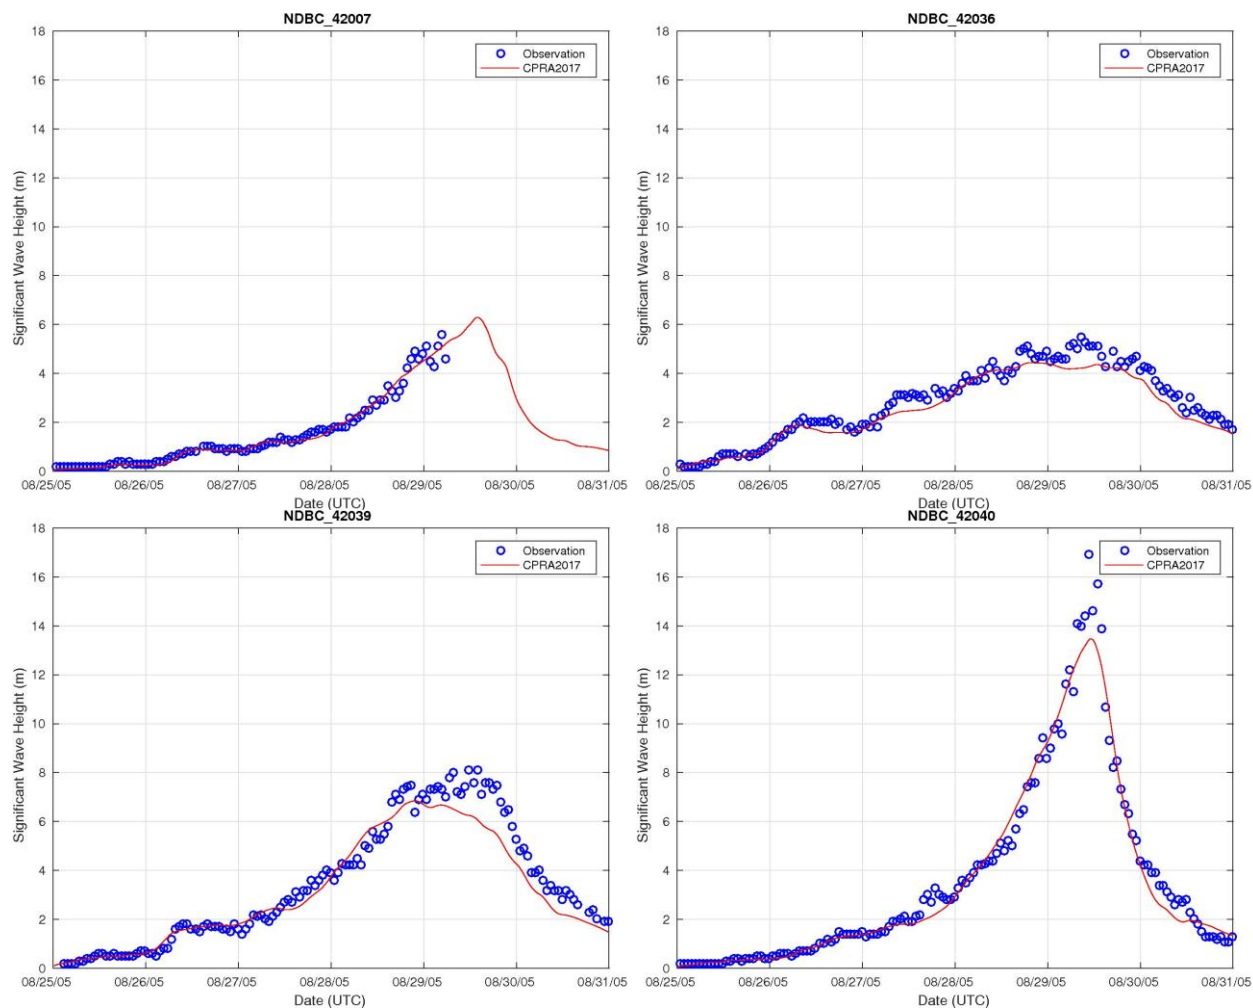 NDBC_42007
18
16
14
12
10
8
6
4
2
0
Significant Wave Height (m)
Observation
CPRA2017
08/25/05 08/26/05 08/27/05 08/28/05 08/29/05 08/30/05 08/31/05
Date (UTC)
NDBC_42036
18
16
14
12
10
8
6
4
2
0
Significant Wave Height (m)
Observation
CPRA2017
08/25/05 08/26/05 08/27/05 08/28/05 08/29/05 08/30/05 08/31/05
Date (UTC)
NDBC_42039
18
16
14
12
10
8
6
4
2
0
Significant Wave Height (m)
Observation
CPRA2017
08/25/05 08/26/05 08/27/05 08/28/05 08/29/05 08/30/05 08/31/05
Date (UTC)
NDBC_42040
18
16
14
12
10
8
6
4
2
0
Significant Wave Height (m)
Observation
CPRA2017
08/25/05 08/26/05 08/27/05 08/28/05 08/29/05 08/30/05 08/31/05
Date (UTC)